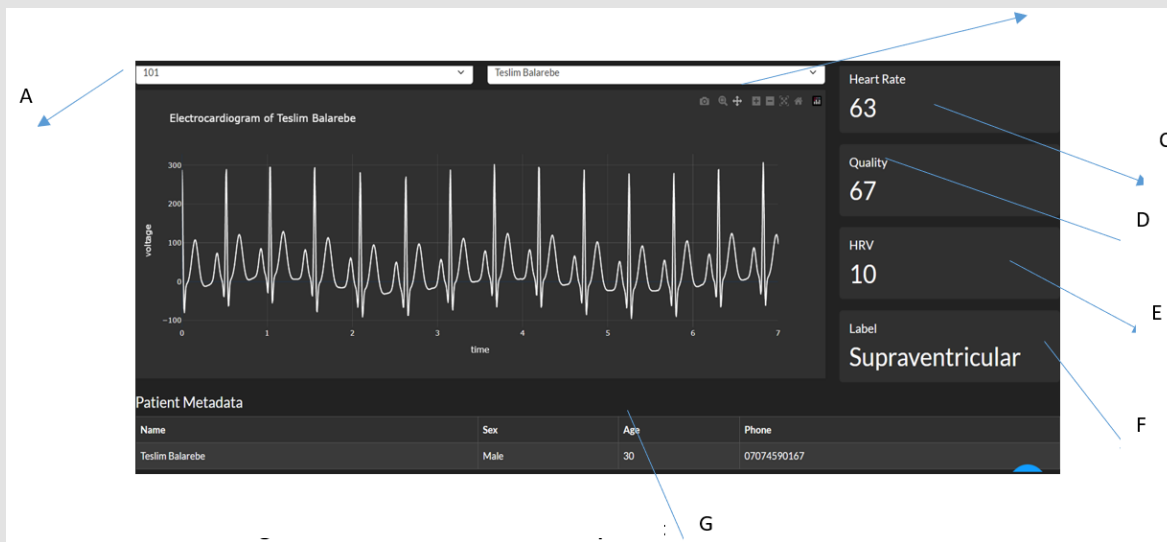 A
101
Teslim Balarebe
Heart Rate
63
Electrocardiogram of Teslim Balarebe
C
Quality
67
D
HRV
10
E
Label
Supraventricular
F
voltage
300
200
100
0
−100
0 1 2 3 4 5 6 7
time
Patient Metadata
Name Sex Age Phone
Teslim Balarebe Male 30 07074590167
: G